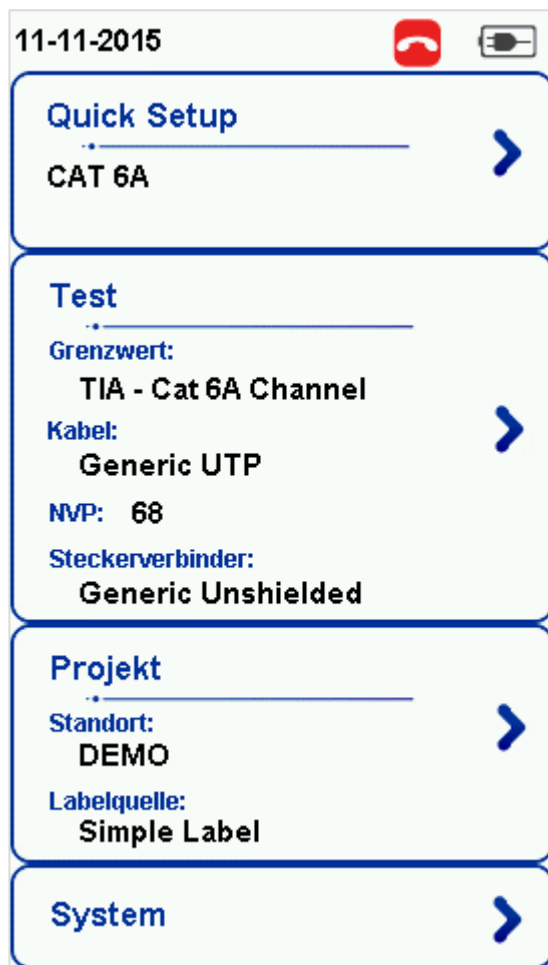 11-11-2015
Quick Setup
CAT 6A
Test
Grenzwert:
TIA - Cat 6A Channel
Kabel:
Generic UTP
NVP: 68
Steckerverbinder:
Generic Unshielded
Projekt
Standort:
DEMO
Labelquelle:
Simple Label
System